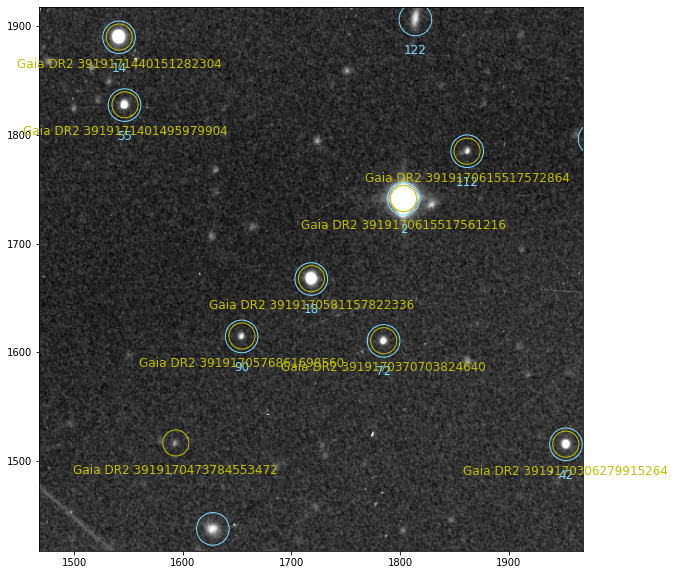 1900
122
Gaia DR2 3919171440151282304
14
Gaia DR2 3919171401495979904
55
1800
Gaia DR2 3919170615517572864
112
Gaia DR2 3919170615517561216
2
1700
Gaia DR2 3919170581157822336
18
1600
Gaia DR2 3919170576861698560
90
Gaia DR2 3919170370703824640
72
1500
Gaia DR2 3919170473784553472
Gaia DR2 3919170306279915264
42
1500 1600 1700 1800 1900